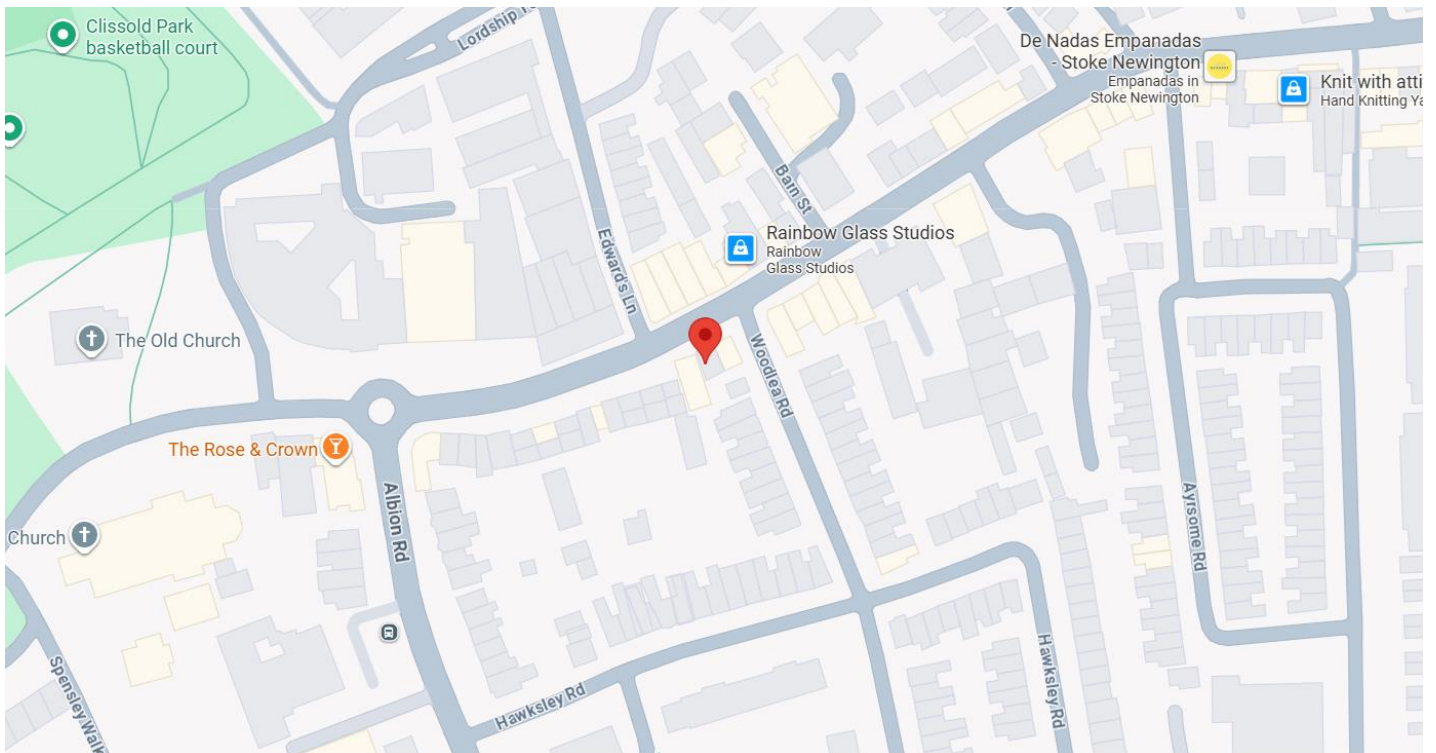 Clissold Park
basketball court
Lordship
De Nadas Empanadas
- Stoke Newington
Empanadas in
Stoke Newington
Knit with atti
Hand Knitting Ya
Barn St
Edward's Ln
Rainbow Glass Studios
Rainbow
Glass Studios
The Old Church
Woodlea Rd
The Rose & Crown
Albion Rd
Ayrsome Rd
Church
Hawksley Rd
Hawksley Rd
Spensley Walk